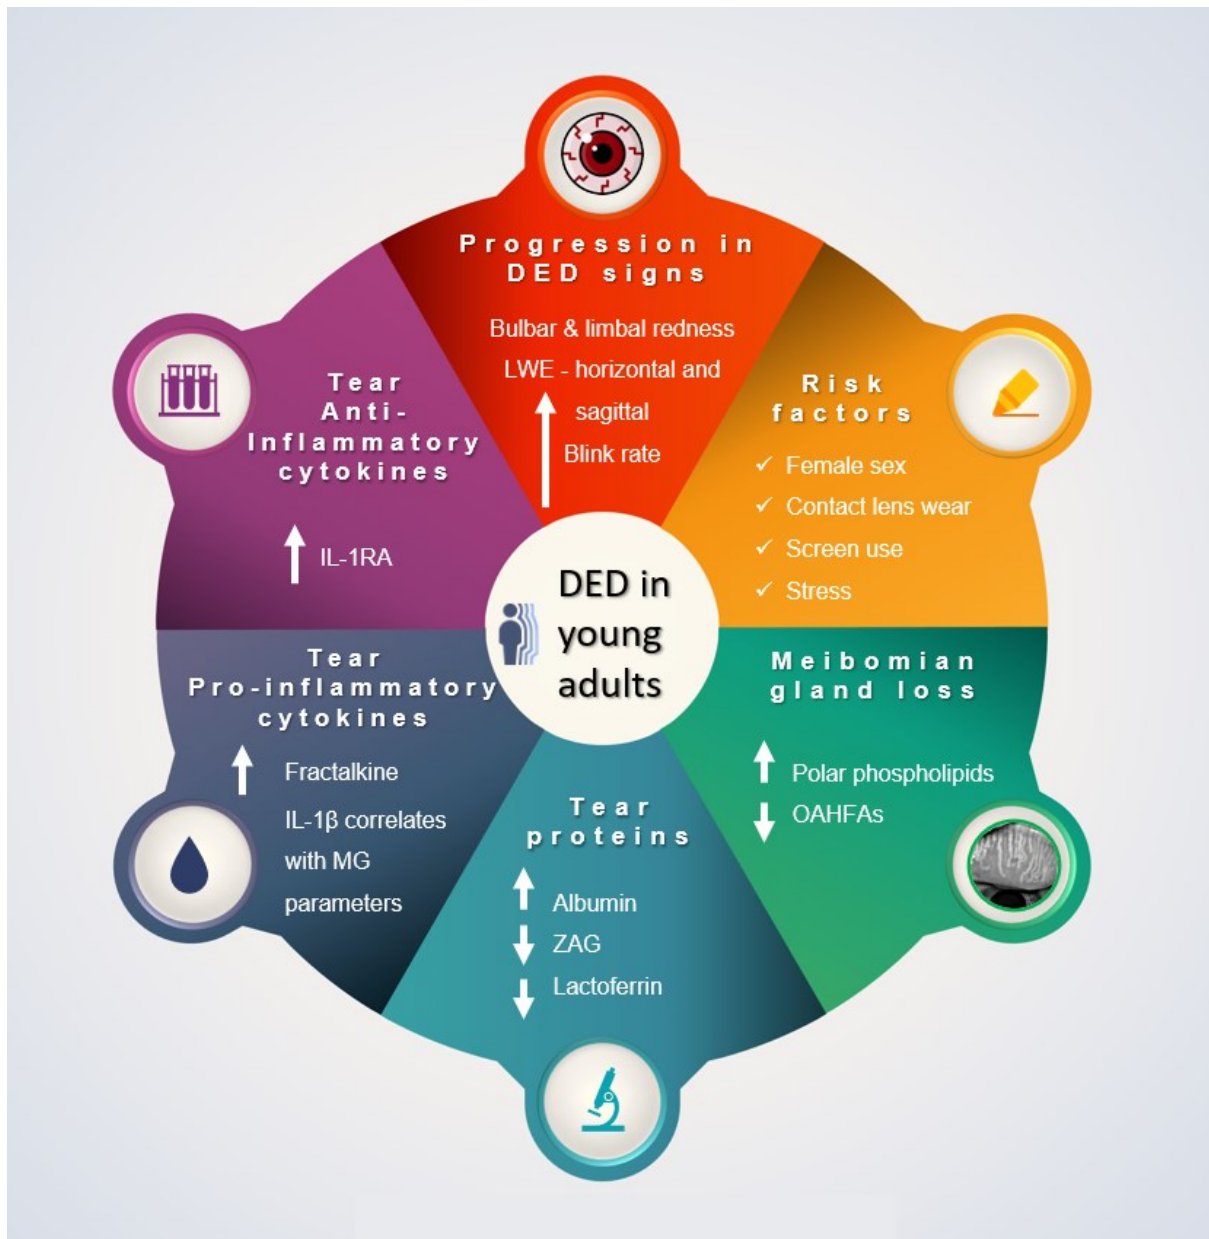 Progression in
DED signs
Bulbar & limbal redness
LWE - horizontal and
sagittal
Blink rate
Risk
factors
✓ Female sex
✓ Contact lens wear
✓ Screen use
✓ Stress
Meibomian
gland loss
Polar phospholipids
OAHFAs
Tear
proteins
Albumin
ZAG
Lactoferrin
Tear
Pro-inflammatory
cytokines
Fractalkine
IL-1β correlates
with MG
parameters
Tear
Anti-
Inflammatory
cytokines
IL-1RA
DED in
young
adults